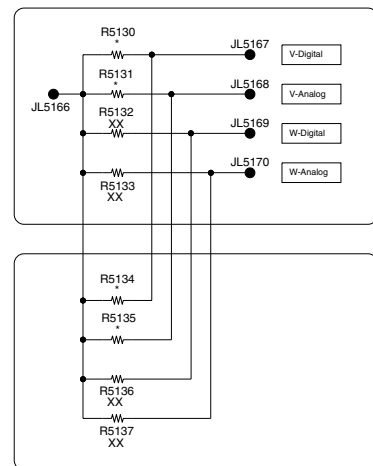 R5130
*
JL5167
V-Digital
R5131
*
JL5168
V-Analog
JL5166
R5132
XX
JL5169
W-Digital
JL5170
R5133
XX
W-Analog
R5134
*
R5135
*
R5136
XX
R5137
XX